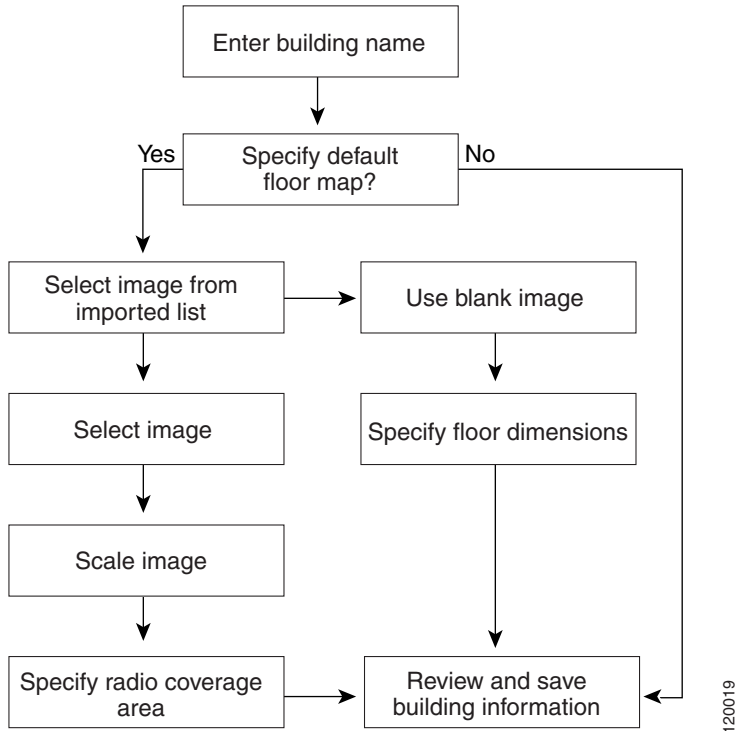 Enter building name
Yes
Specify default
floor map?
No
Select image from
imported list
Use blank image
Select image
Specify floor dimensions
Scale image
Specify radio coverage
area
Review and save
building information
120019